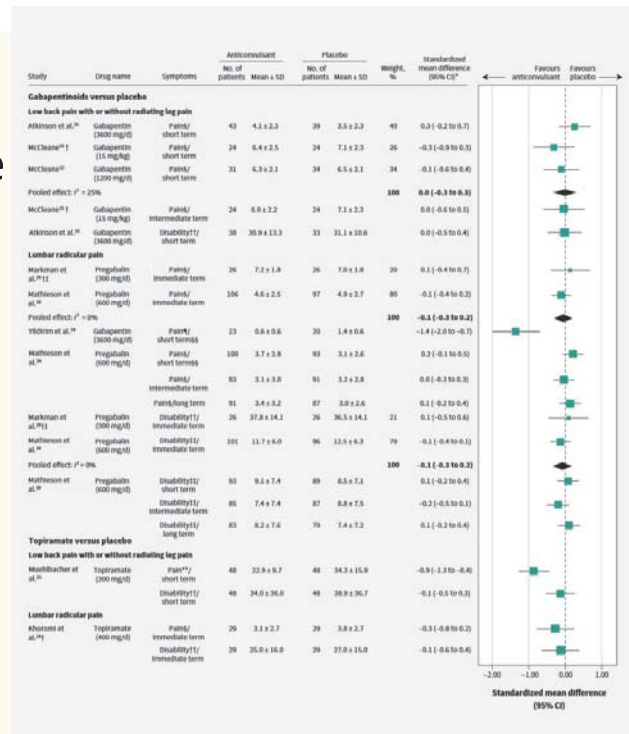 e
Anticonvulsant Placebo
Study Drug name Symptoms No. of patients Mean ± SD No. of patients Mean ± SD Weight, % Standardized mean difference (95% CI)* Favours anticonvulsant Favours placebo
Gabapentinoids versus placebo
Low back pain with or without radiating leg pain
Atkinson et al. Gabapentin (3600 mg/d) Pain§/ short term 43 4.1 ± 2.3 39 3.5 ± 2.3 49 0.3 (-0.2 to 0.7)
McCleane † Gabapentin (15 mg/kg) Pain§/ short term 24 6.4 ± 2.5 24 7.1 ± 2.3 26 -0.3 (-0.9 to 0.3)
McCleane Gabapentin (1200 mg/d) Pain§/ short term 31 6.3 ± 2.1 34 6.5 ± 2.1 34 -0.1 (-0.6 to 0.4)
Pooled effect: I² = 25% 100 0.0 (-0.3 to 0.3)
McCleane † Gabapentin (15 mg/kg) Pain§/ intermediate term 24 6.9 ± 2.2 24 7.1 ± 2.3 0.0 (-0.6 to 0.5)
Atkinson et al. Gabapentin (3600 mg/d) Disability††/ short term 38 30.9 ± 13.3 33 31.1 ± 10.6 0.0 (-0.5 to 0.4)
Lumbar radicular pain
Markman et al. †‡ Pregabalin (300 mg/d) Pain§/ immediate term 26 7.2 ± 1.8 26 7.0 ± 1.8 20 0.1 (-0.4 to 0.7)
Mathieson et al. Pregabalin (600 mg/d) Pain§/ immediate term 106 4.6 ± 2.5 97 4.9 ± 2.7 80 -0.1 (-0.4 to 0.2)
Pooled effect: I² = 0% 100 -0.1 (-0.3 to 0.2)
Yildirim et al. Gabapentin (3600 mg/d) Pain¶/ short term§§ 23 0.6 ± 0.6 20 1.4 ± 0.6 -1.4 (-2.0 to -0.7)
Mathieson et al. Pregabalin (600 mg/d) Pain§/ short term§§ 100 3.7 ± 2.8 93 3.1 ± 2.6 0.2 (-0.1 to 0.5)
Pain§/ intermediate term 93 3.1 ± 3.0 91 3.2 ± 2.8 0.0 (-0.3 to 0.3)
Pain§/long term 91 3.4 ± 3.2 87 3.0 ± 2.6 0.1 (-0.2 to 0.4)
Markman et al. †‡ Pregabalin (300 mg/d) Disability††/ immediate term 26 37.8 ± 14.1 26 36.5 ± 14.1 21 0.1 (-0.5 to 0.6)
Mathieson et al. Pregabalin (600 mg/d) Disability‡‡/ immediate term 101 11.7 ± 6.0 96 12.5 ± 6.3 79 -0.1 (-0.4 to 0.1)
Pooled effect: I² = 0% 100 -0.1 (-0.3 to 0.2)
Mathieson et al. Pregabalin (600 mg/d) Disability‡‡/ short term 93 9.1 ± 7.4 89 8.5 ± 7.1 0.1 (-0.2 to 0.4)
Disability‡‡/ intermediate term 85 7.4 ± 7.4 87 8.8 ± 7.5 -0.2 (-0.5 to 0.1)
Disability‡‡/ long term 83 8.2 ± 7.6 79 7.4 ± 7.2 0.1 (-0.2 to 0.4)
Topiramate versus placebo
Low back pain with or without radiating leg pain
Muehlbacher et al. Topiramate (300 mg/d) Pain**/ short term 48 22.9 ± 9.7 48 34.3 ± 15.9 -0.9 (-1.3 to -0.4)
Disability††/ short term 48 34.0 ± 36.0 48 38.9 ± 36.7 -0.1 (-0.5 to 0.3)
Lumbar radicular pain
Khoromi et al. † Topiramate (400 mg/d) Pain§/ immediate term 29 3.1 ± 2.7 29 3.8 ± 2.7 -0.3 (-0.8 to 0.2)
Disability††/ immediate term 29 25.0 ± 16.0 29 27.0 ± 15.0 -0.1 (-0.6 to 0.4)
-2.00 -1.00 0.00 1.00
Standardized mean difference
(95% CI)